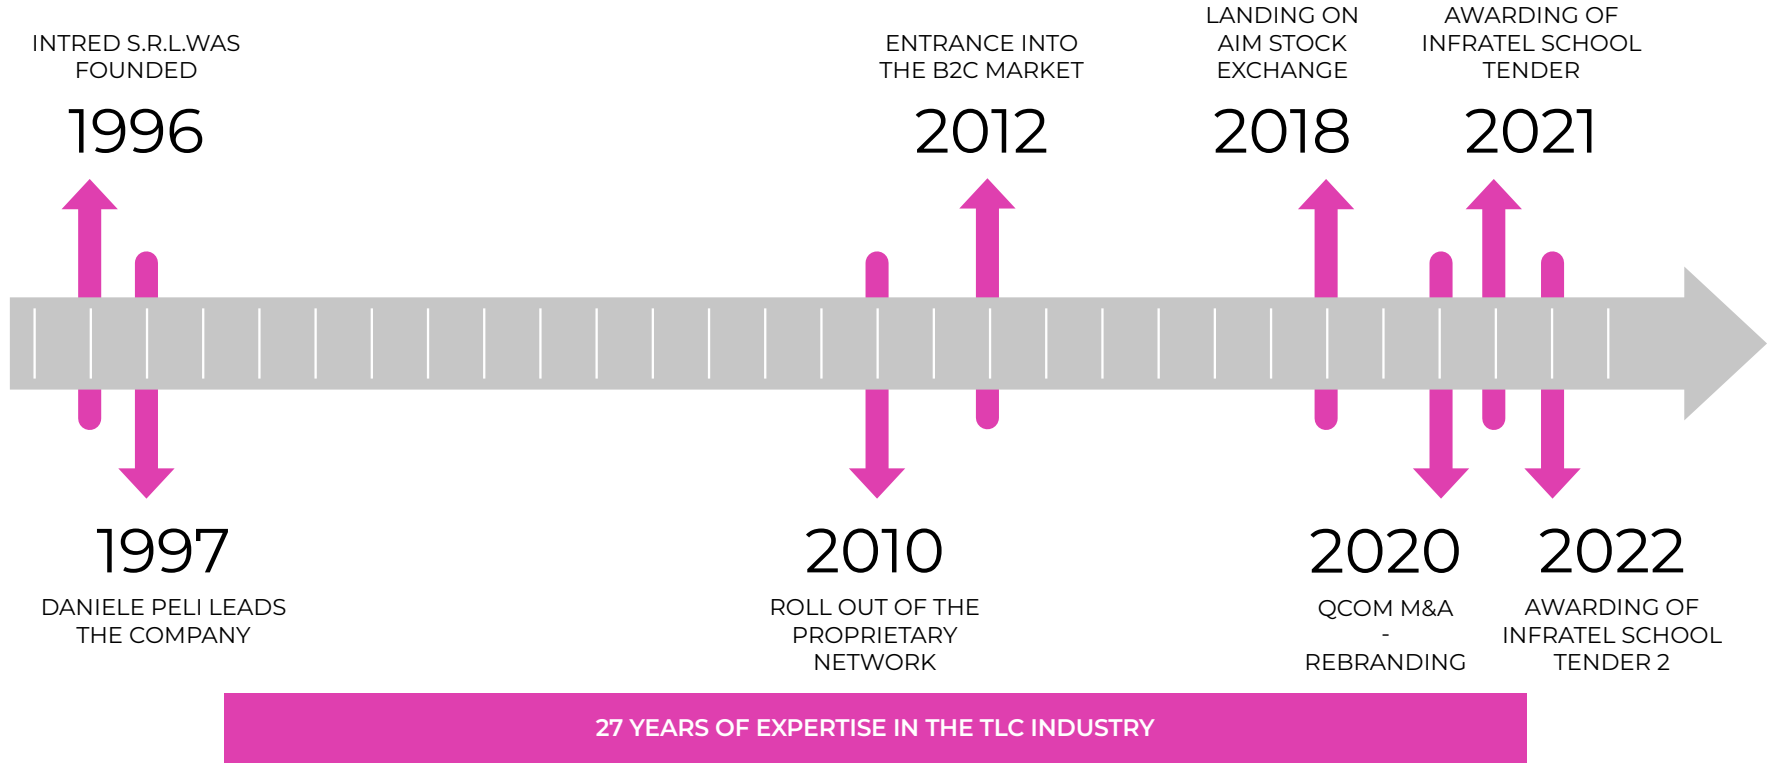 INTRED S.R.L.WAS
FOUNDED
1996
ENTRANCE INTO
THE B2C MARKET
2012
LANDING ON
AIM STOCK
EXCHANGE
2018
AWARDING OF
INFRATEL SCHOOL
TENDER
2021
1997
DANIELE PELI LEADS
THE COMPANY
2010
ROLL OUT OF THE
PROPRIETARY
NETWORK
2020
QCOM M&A
-
REBRANDING
2022
AWARDING OF
INFRATEL SCHOOL
TENDER 2
27 YEARS OF EXPERTISE IN THE TLC INDUSTRY